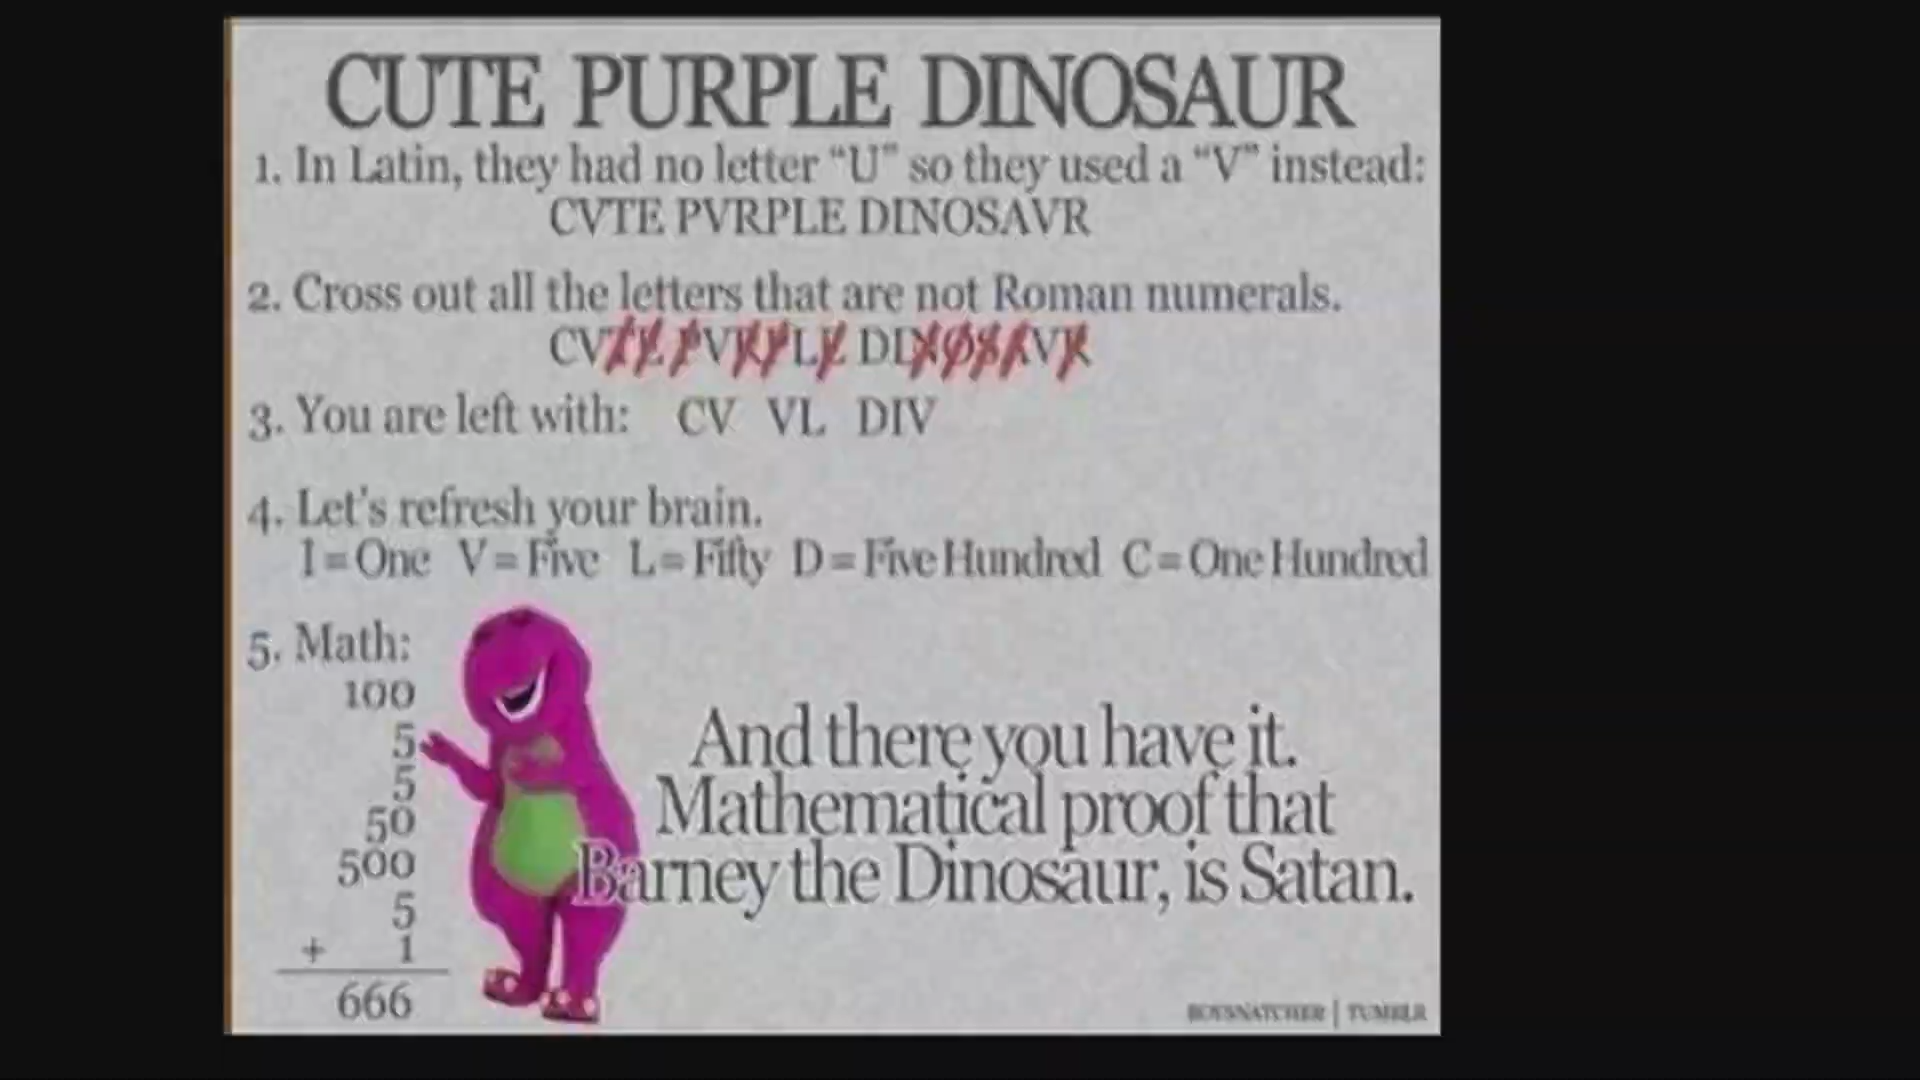 CUTE PURPLE DINOSAUR
1. In Latin, they had no letter “U” so they used a “V” instead:
CVTE PVRPLE DINOSAVR
2. Cross out all the letters that are not Roman numerals.
CVTE PVRPLE DINOSAVR
3. You are left with: CV VL DIV
4. Let's refresh your brain.
I = One V = Five L = Fifty D = Five Hundred C = One Hundred
5. Math:
100
5
5
50
500
5
+ 1
666
And there you have it.
Mathematical proof that
Barney the Dinosaur, is Satan.
BOYSNATCHER | TUMBLR